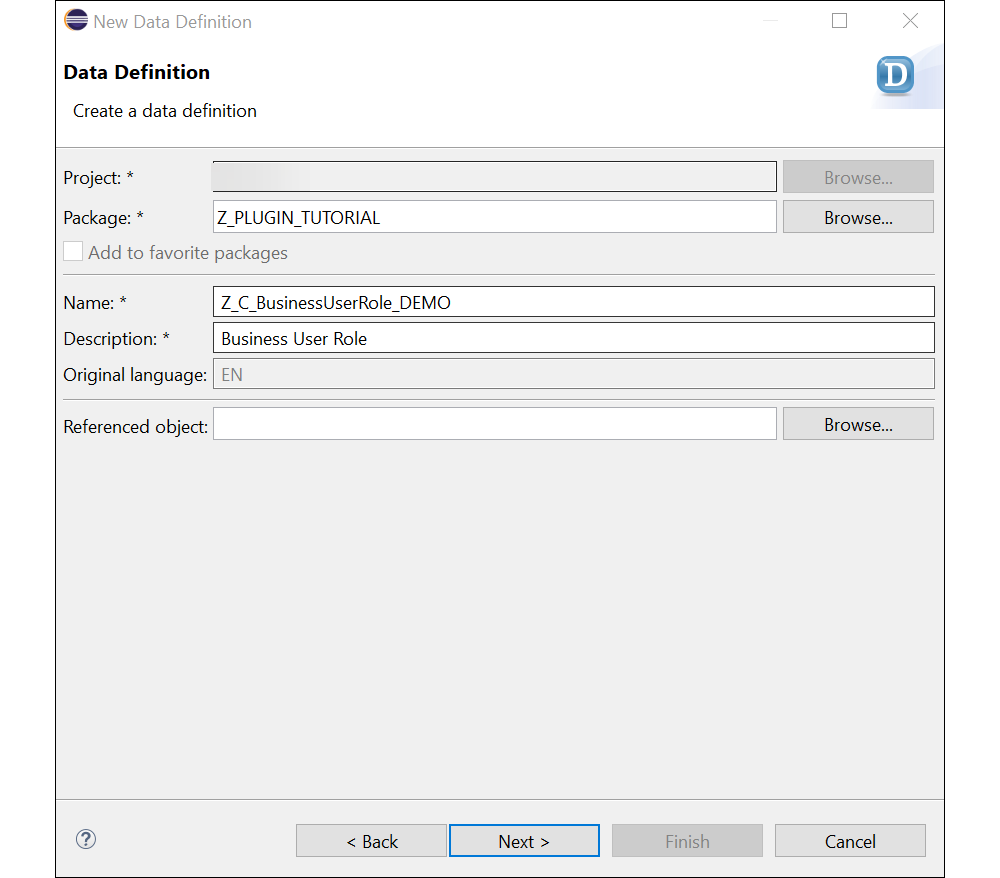 New Data Definition
Data Definition
D
Create a data definition
Project: *
Browse...
Package: * Z_PLUGIN_TUTORIAL Browse...
Add to favorite packages
Name: * Z_C_BusinessUserRole_DEMO
Description: * Business User Role
Original language: EN
Referenced object: Browse...
? < Back Next > Finish Cancel